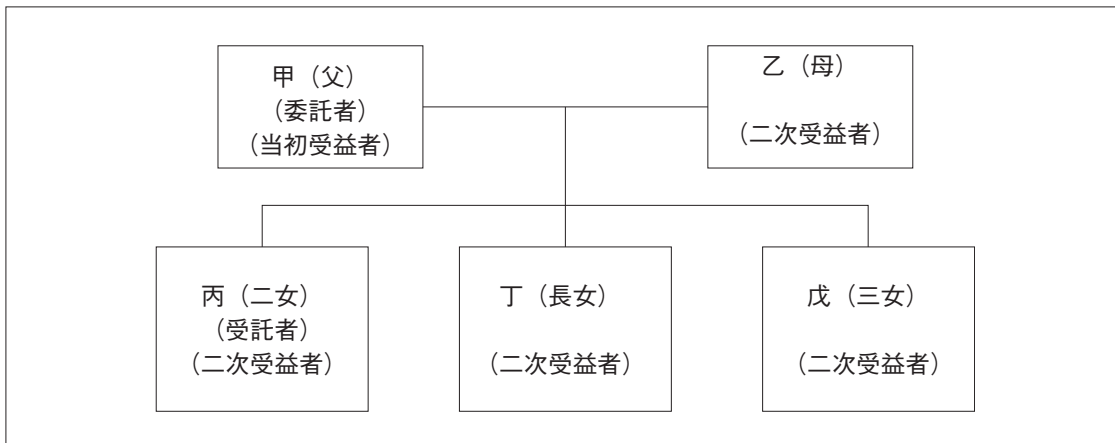 甲（父）
（委託者）
（当初受益者）
乙（母）
（二次受益者）
丙（二女）
（受託者）
（二次受益者）
丁（長女）
（二次受益者）
戊（三女）
（二次受益者）